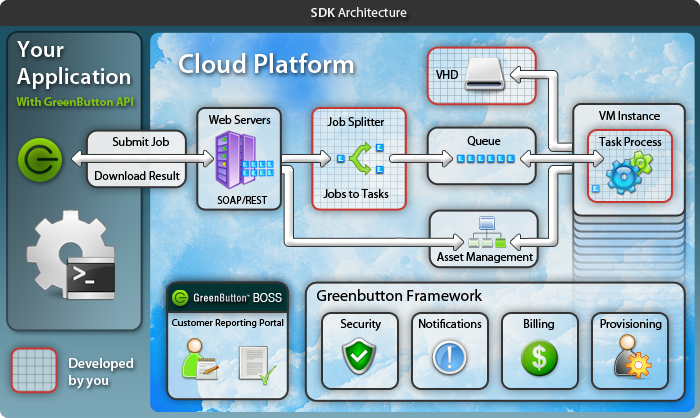 SDK Architecture
Your
Application
With GreenButton API
Submit Job
Download Result
Developed
by you
Cloud Platform
Web Servers
SOAP/REST
Job Splitter
Jobs to Tasks
VHD
Queue
Asset Management
VM Instance
Task Process
GreenButton™ BOSS
Customer Reporting Portal
Greenbutton Framework
Security
Notifications
Billing
Provisioning